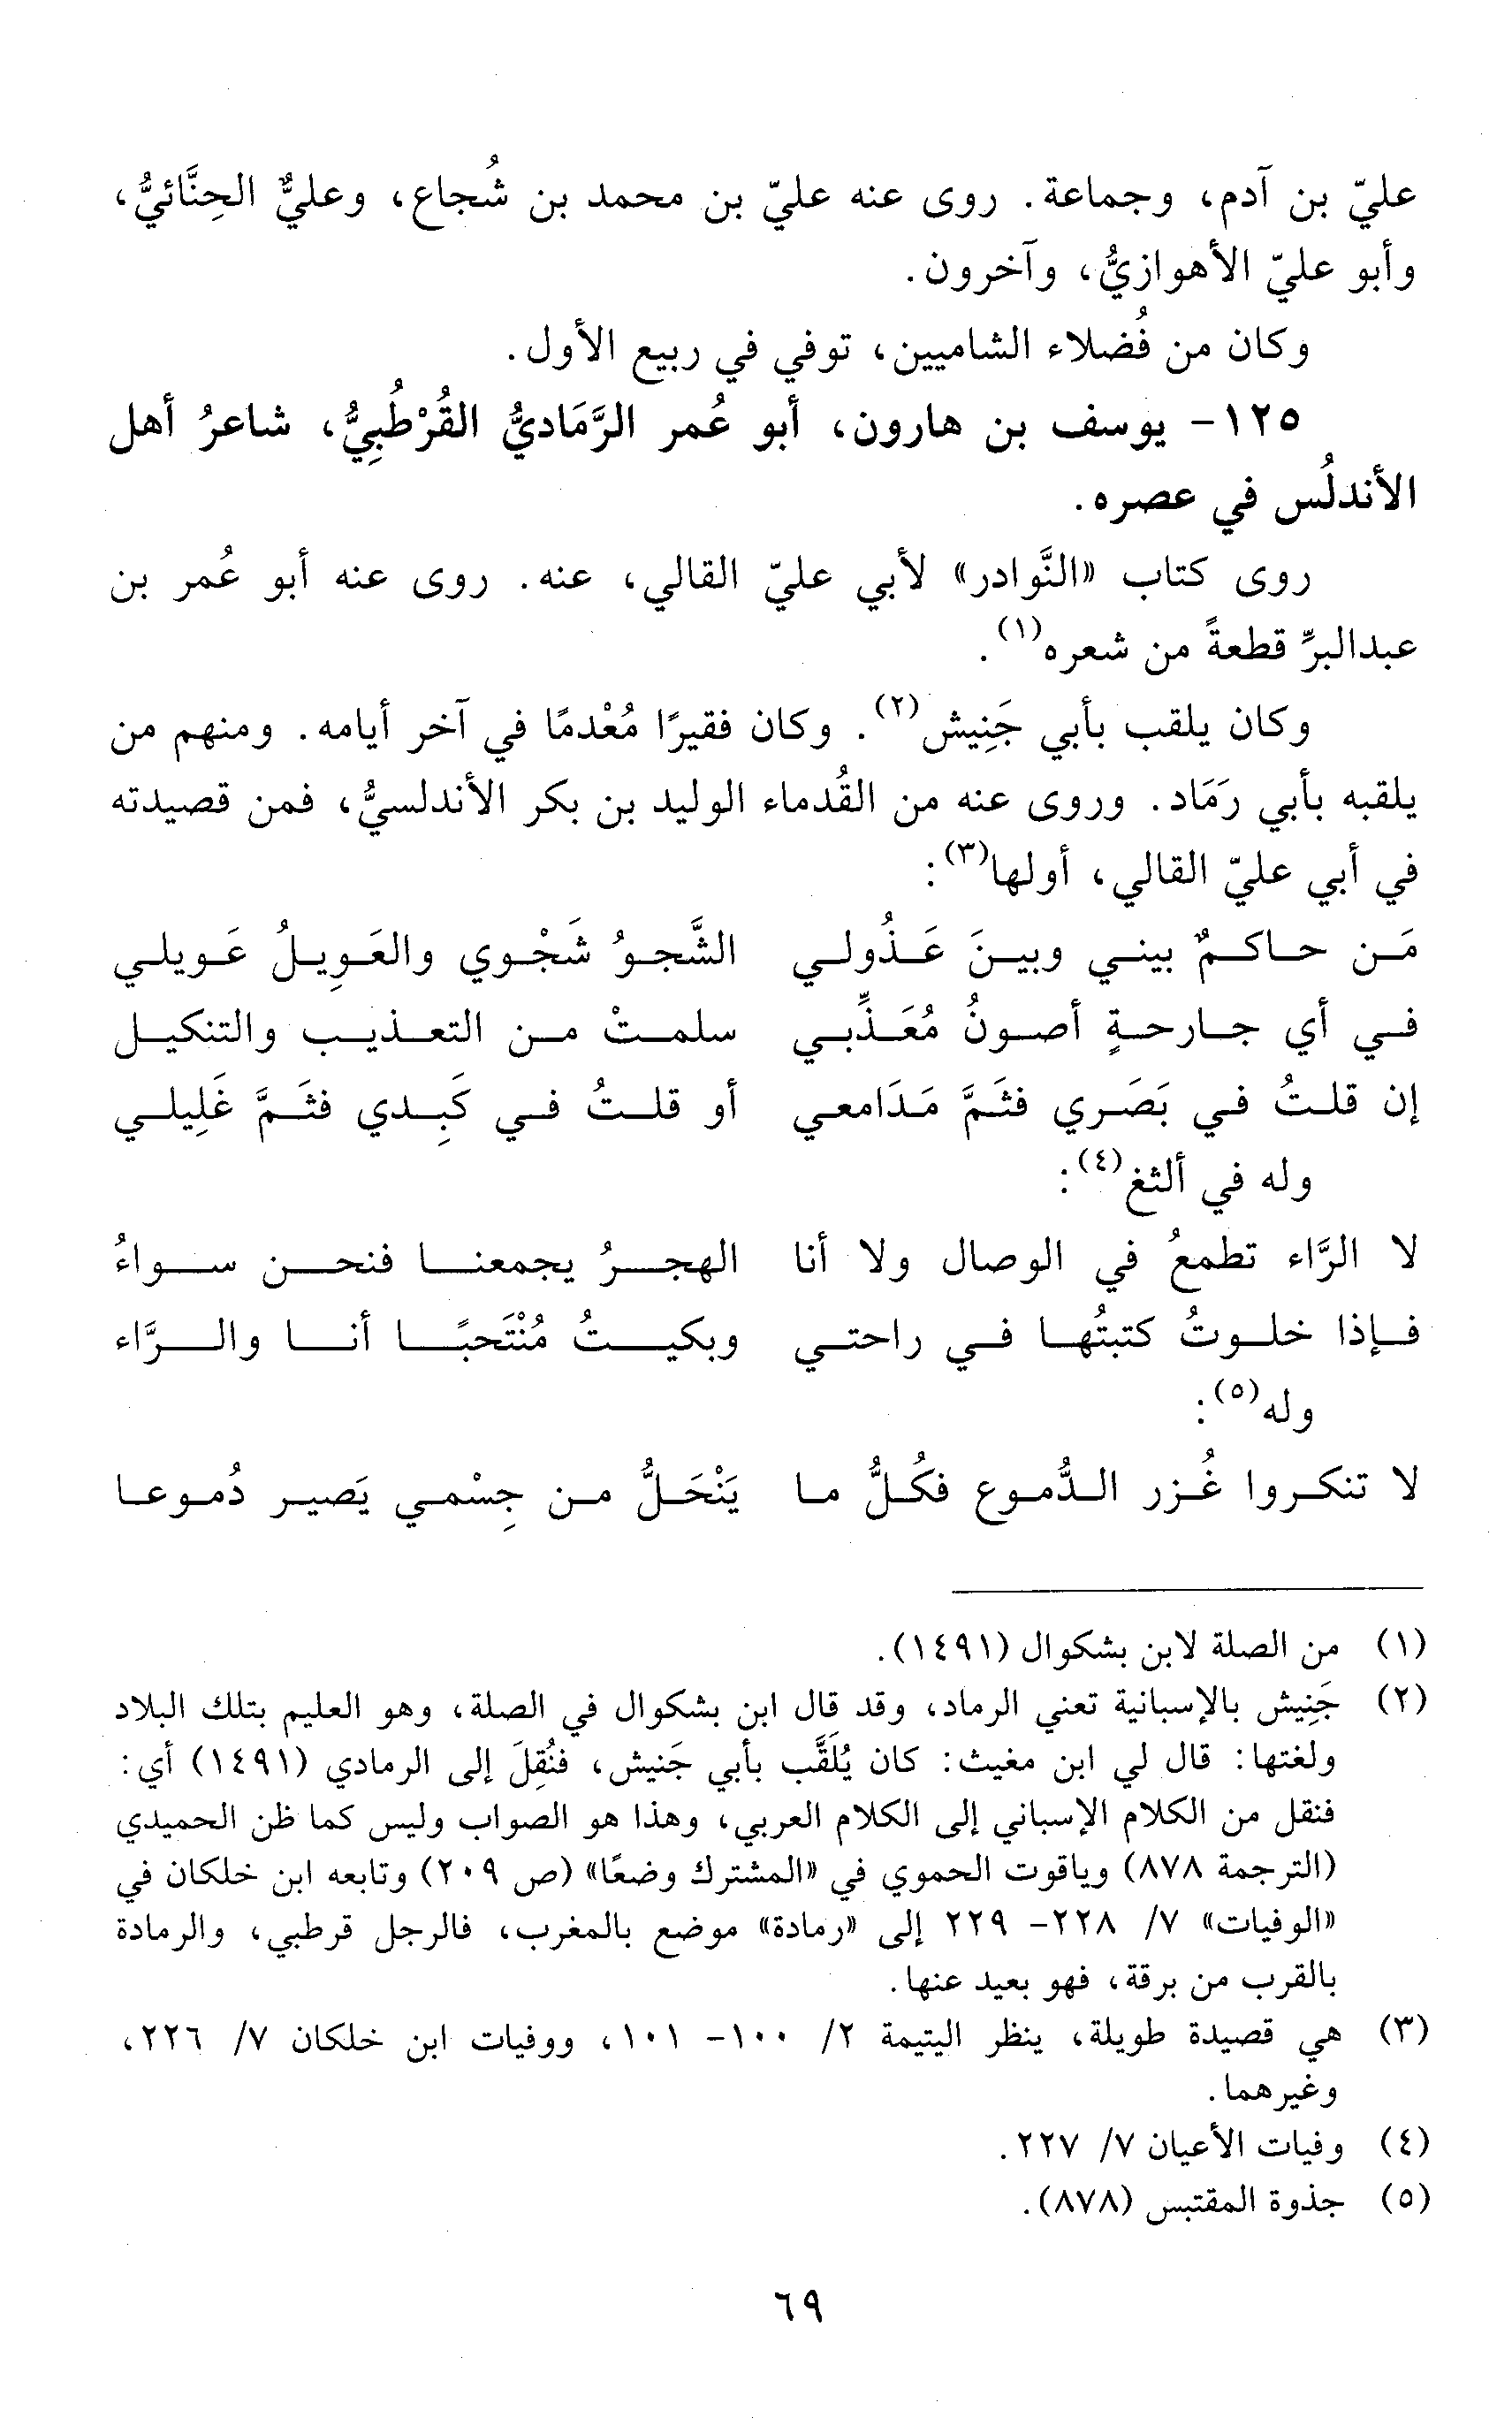 عليّ بن آدم، وجماعة. روى عنه عليّ بن محمد بن شُجاع، وعليٌّ الحِنَّائيُّ،
وأبو عليّ الأهوازيُّ، وآخرون.
وكان من فُضلاء الشاميين، توفي في ربيع الأول.
١٢٥- يوسف بن هارون، أبو عُمر الرَّمَاديُّ القُرْطُبِيُّ، شاعرُ أهل
الأندلُس في عصره.
روى كتاب «النَّوادر» لأبي عليّ القالي، عنه. روى عنه أبو عُمر بن
عبدالبرِّ قطعةً من شعره(١).
وكان يلقب بأبي جَنِيش(٢). وكان فقيرًا مُعْدمًا في آخر أيامه. ومنهم من
يلقبه بأبي رَمَاد. وروى عنه من القُدماء الوليد بن بكر الأندلسيُّ، فمن قصيدته
في أبي عليّ القالي، أولها(٣):
مَن حاكمٌ بيني وبينَ عَذُولي الشَّجوُ شَجْوي والعَوِيلُ عَويلي
في أي جارحةٍ أصونُ مُعَذِّبي سلمتْ من التعذيب والتنكيل
إن قلتُ في بَصَري فثَمَّ مَدَامعي أو قلتُ في كَبِدي فثَمَّ غَلِيلي
وله في ألثغ(٤):
لا الرَّاء تطمعُ في الوصال ولا أنا الهجرُ يجمعنا فنحن سواءُ
فإذا خلوتُ كتبتُها في راحتي وبكيتُ مُنْتَحبًا أنا والرَّاء
وله(٥):
لا تنكروا غُزر الدُّموع فكُلُّ ما يَنْحَلُّ من جِسْمي يَصير دُموعا
(١) من الصلة لابن بشكوال (١٤٩١).
(٢) جَنِيش بالإسبانية تعني الرماد، وقد قال ابن بشكوال في الصلة، وهو العليم بتلك البلاد
ولغتها: قال لي ابن مغيث: كان يُلَقَّب بأبي جَنيش، فنُقِلَ إلى الرمادي (١٤٩١) أي:
فنقل من الكلام الإسباني إلى الكلام العربي، وهذا هو الصواب وليس كما ظن الحميدي
(الترجمة ٨٧٨) وياقوت الحموي في «المشترك وضعًا» (ص ٢٠٩) وتابعه ابن خلكان في
«الوفيات» ٧/ ٢٢٨- ٢٢٩ إلى «رمادة» موضع بالمغرب، فالرجل قرطبي، والرمادة
بالقرب من برقة، فهو بعيد عنها.
(٣) هي قصيدة طويلة، ينظر اليتيمة ٢/ ١٠٠- ١٠١، ووفيات ابن خلكان ٧/ ٢٢٦،
وغيرهما.
(٤) وفيات الأعيان ٧/ ٢٢٧.
(٥) جذوة المقتبس (٨٧٨).
٦٩